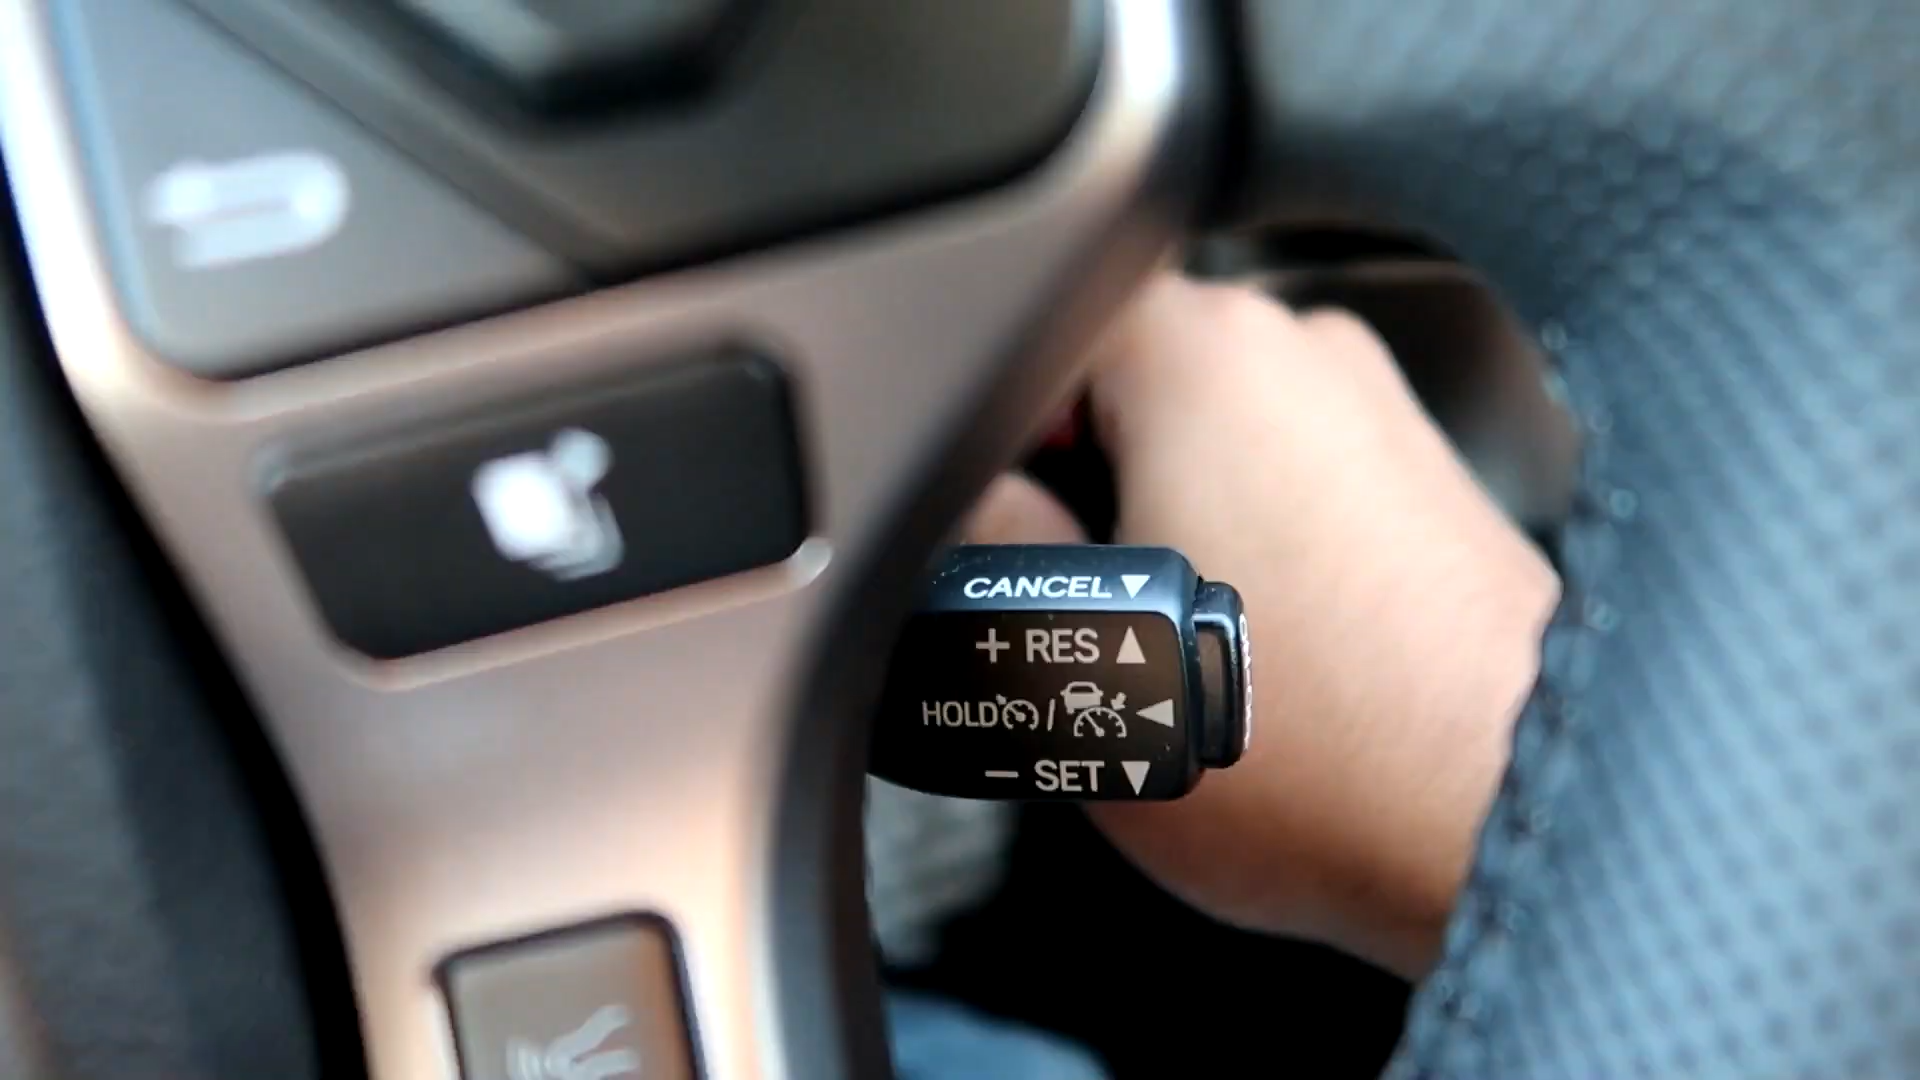 CANCEL▼
+ RES ▲
HOLD / ◀
− SET ▼